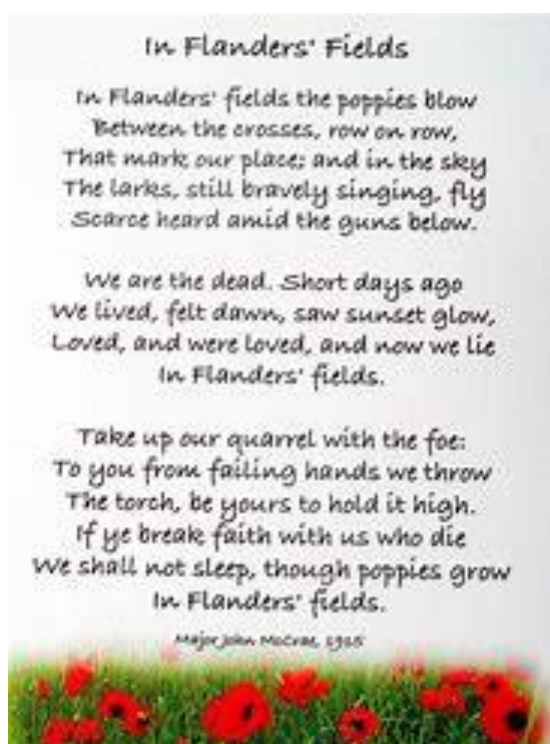 In Flanders' Fields
In Flanders' fields the poppies blow
Between the crosses, row on row,
That mark our place; and in the sky
The larks, still bravely singing, fly
Scarce heard amid the guns below.
We are the dead. Short days ago
We lived, felt dawn, saw sunset glow,
Loved, and were loved, and now we lie
In Flanders' fields.
Take up our quarrel with the foe:
To you from failing hands we throw
The torch, be yours to hold it high.
If ye break faith with us who die
We shall not sleep, though poppies grow
In Flanders' fields.
Major John McCrae, 1915